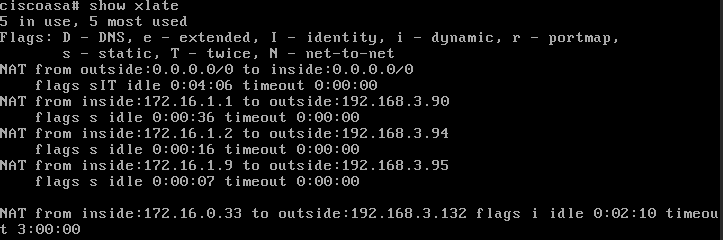 ciscoasa# show xlate
5 in use, 5 most used
Flags: D - DNS, e - extended, I - identity, i - dynamic, r - portmap,
       s - static, T - twice, N - net-to-net
NAT from outside:0.0.0.0/0 to inside:0.0.0.0/0
    flags sIT idle 0:04:06 timeout 0:00:00
NAT from inside:172.16.1.1 to outside:192.168.3.90
    flags s idle 0:00:36 timeout 0:00:00
NAT from inside:172.16.1.2 to outside:192.168.3.94
    flags s idle 0:00:16 timeout 0:00:00
NAT from inside:172.16.1.9 to outside:192.168.3.95
    flags s idle 0:00:07 timeout 0:00:00
NAT from inside:172.16.0.33 to outside:192.168.3.132 flags i idle 0:02:10 timeou
t 3:00:00